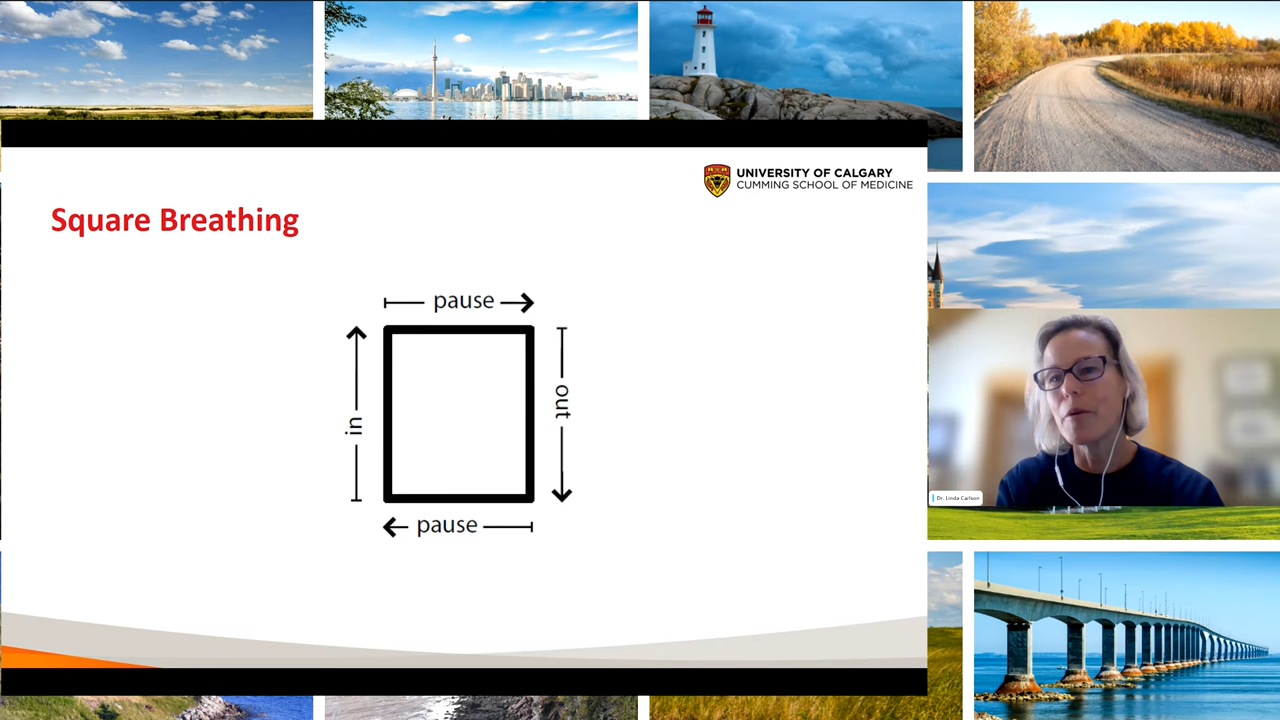 UNIVERSITY OF CALGARY
CUMMING SCHOOL OF MEDICINE
Square Breathing
pause
in
out
pause
Dr. Linda Carlson